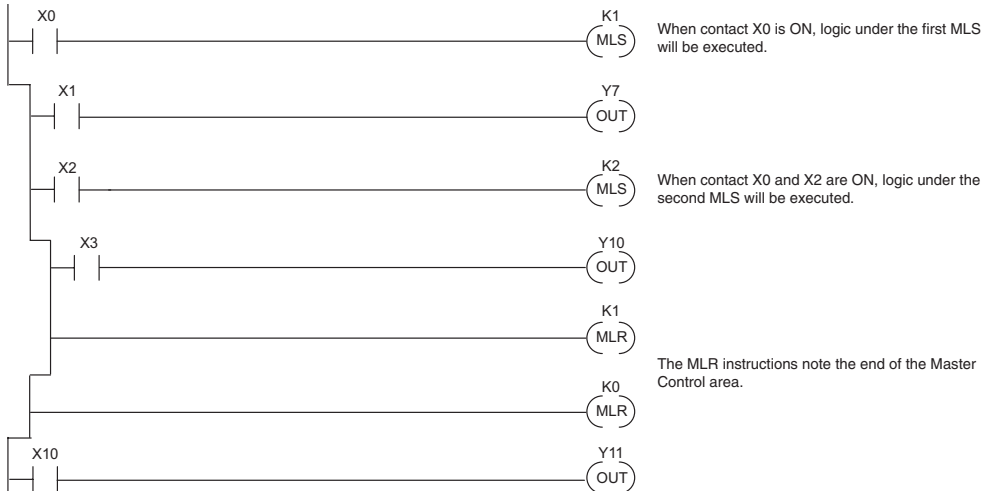 X0
K1
MLS
When contact X0 is ON, logic under the first MLS
will be executed.
X1
Y7
OUT
X2
K2
MLS
When contact X0 and X2 are ON, logic under the
second MLS will be executed.
X3
Y10
OUT
K1
MLR
The MLR instructions note the end of the Master
Control area.
K0
MLR
X10
Y11
OUT